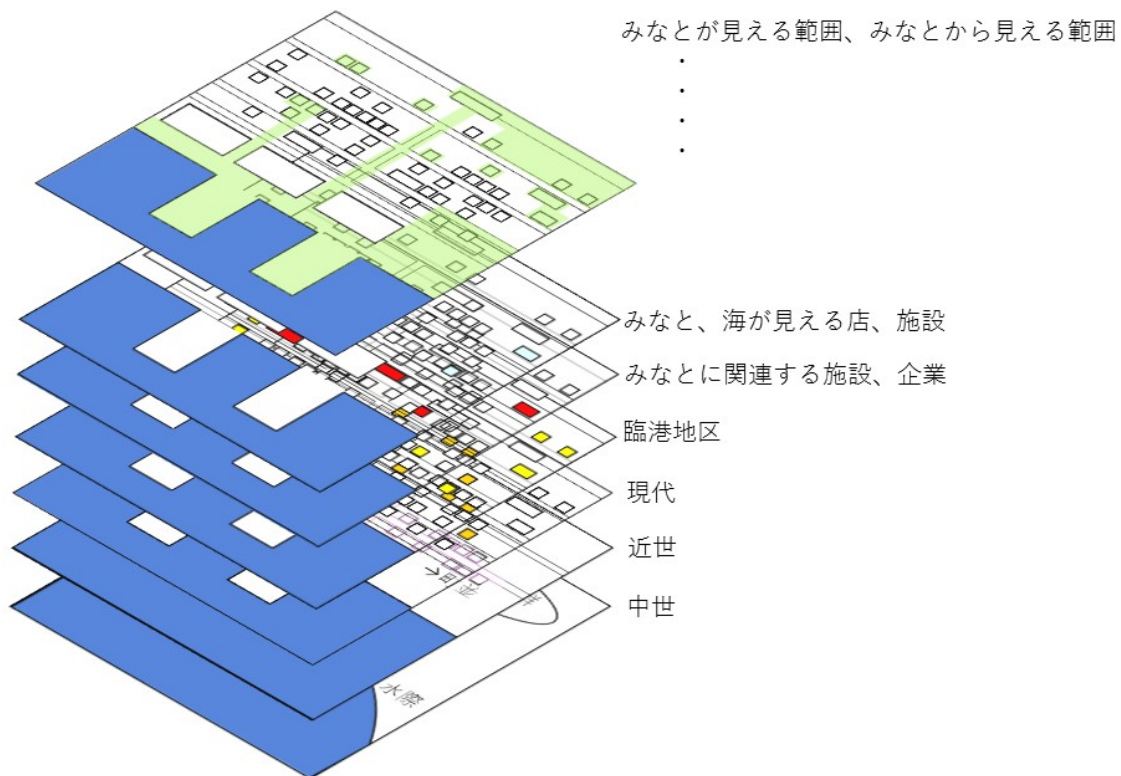 みなとが見える範囲、みなとから見える範囲
・
・
・
・
みなと、海が見える店、施設
みなとに関連する施設、企業
臨港地区
現代
近世
中世
水際